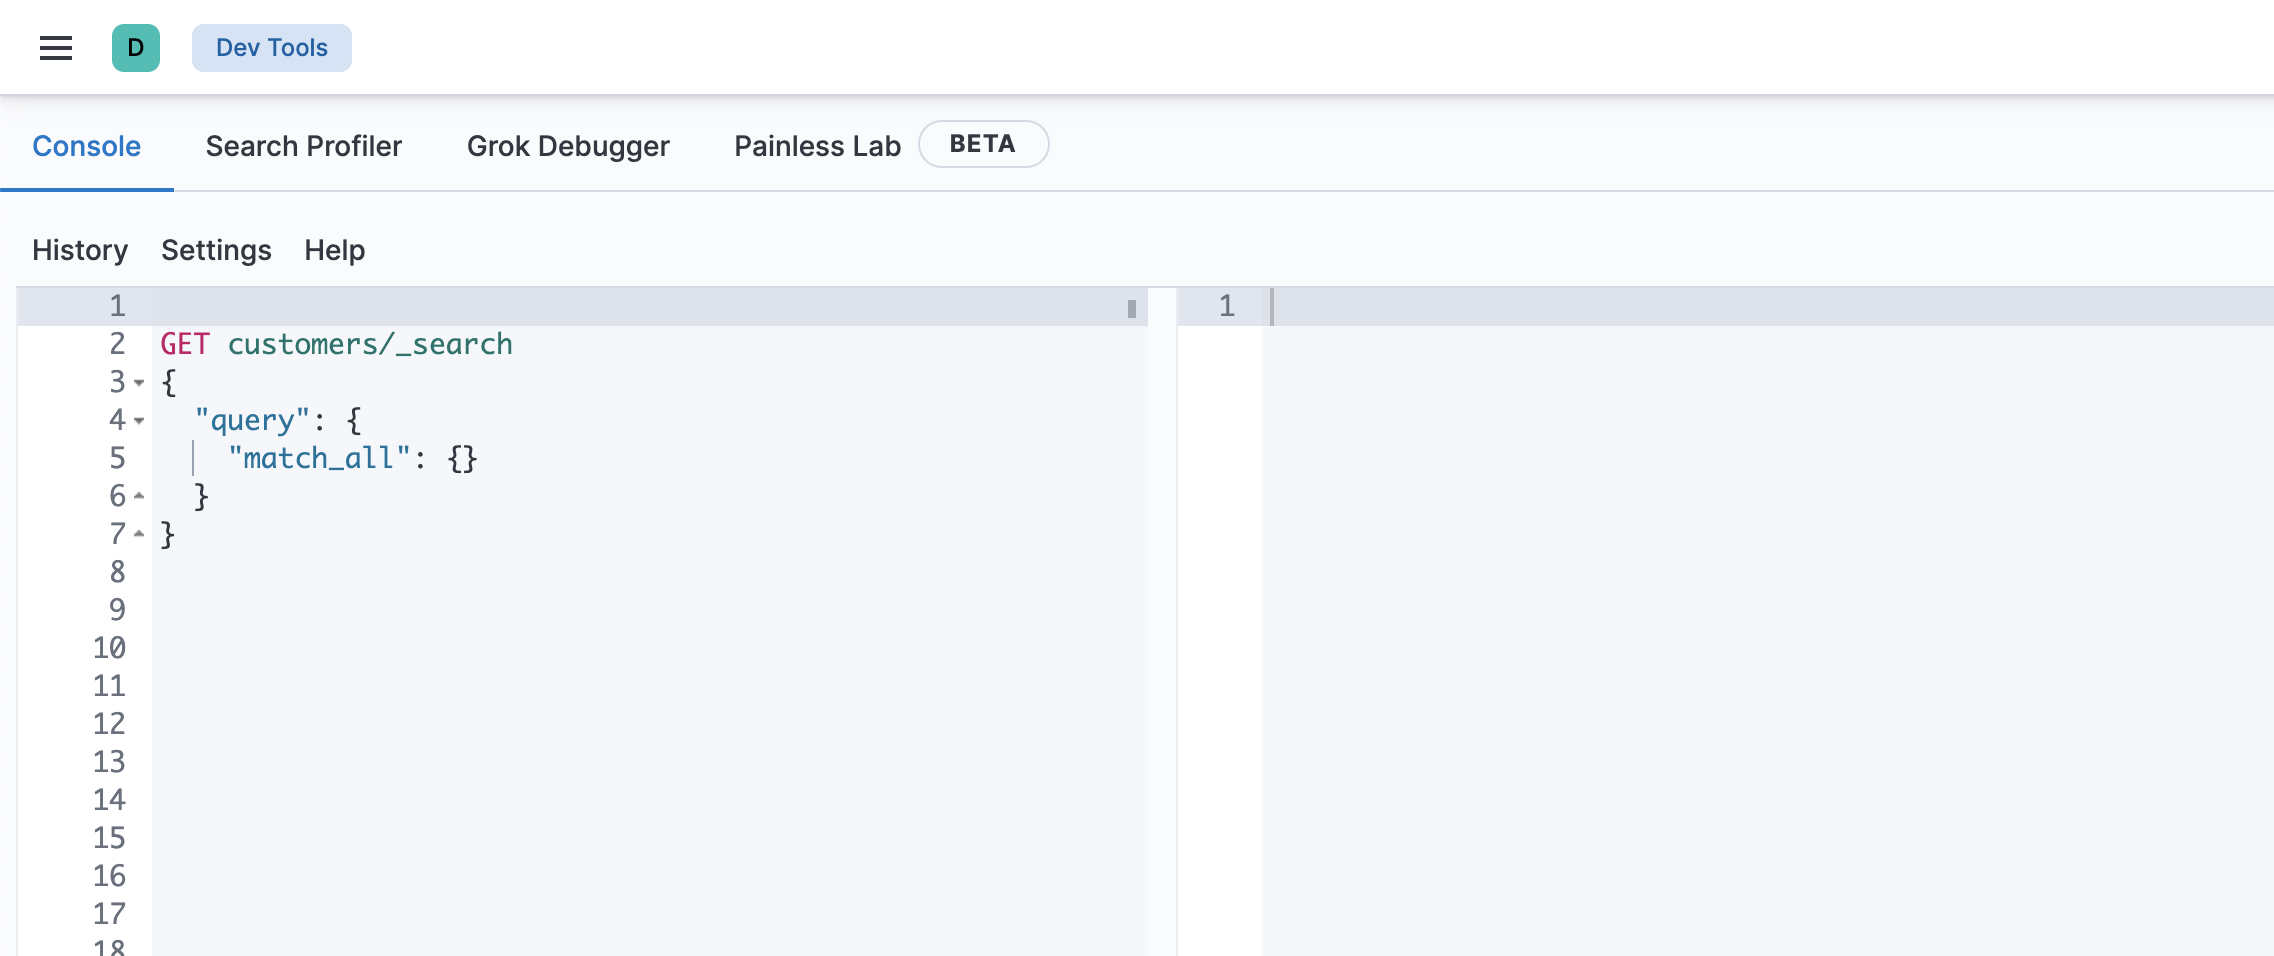 D Dev Tools
Console Search Profiler Grok Debugger Painless Lab BETA
History Settings Help
1 1
2 GET customers/_search
3 {
4 "query": {
5 "match_all": {}
6 }
7 }
8
9
10
11
12
13
14
15
16
17
18